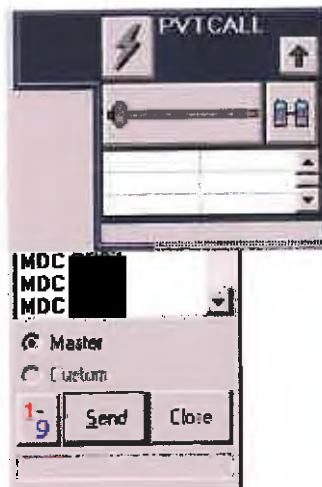 PVTCALL
MDC
MDC
MDC
Master
Custom
1-9 Send Close